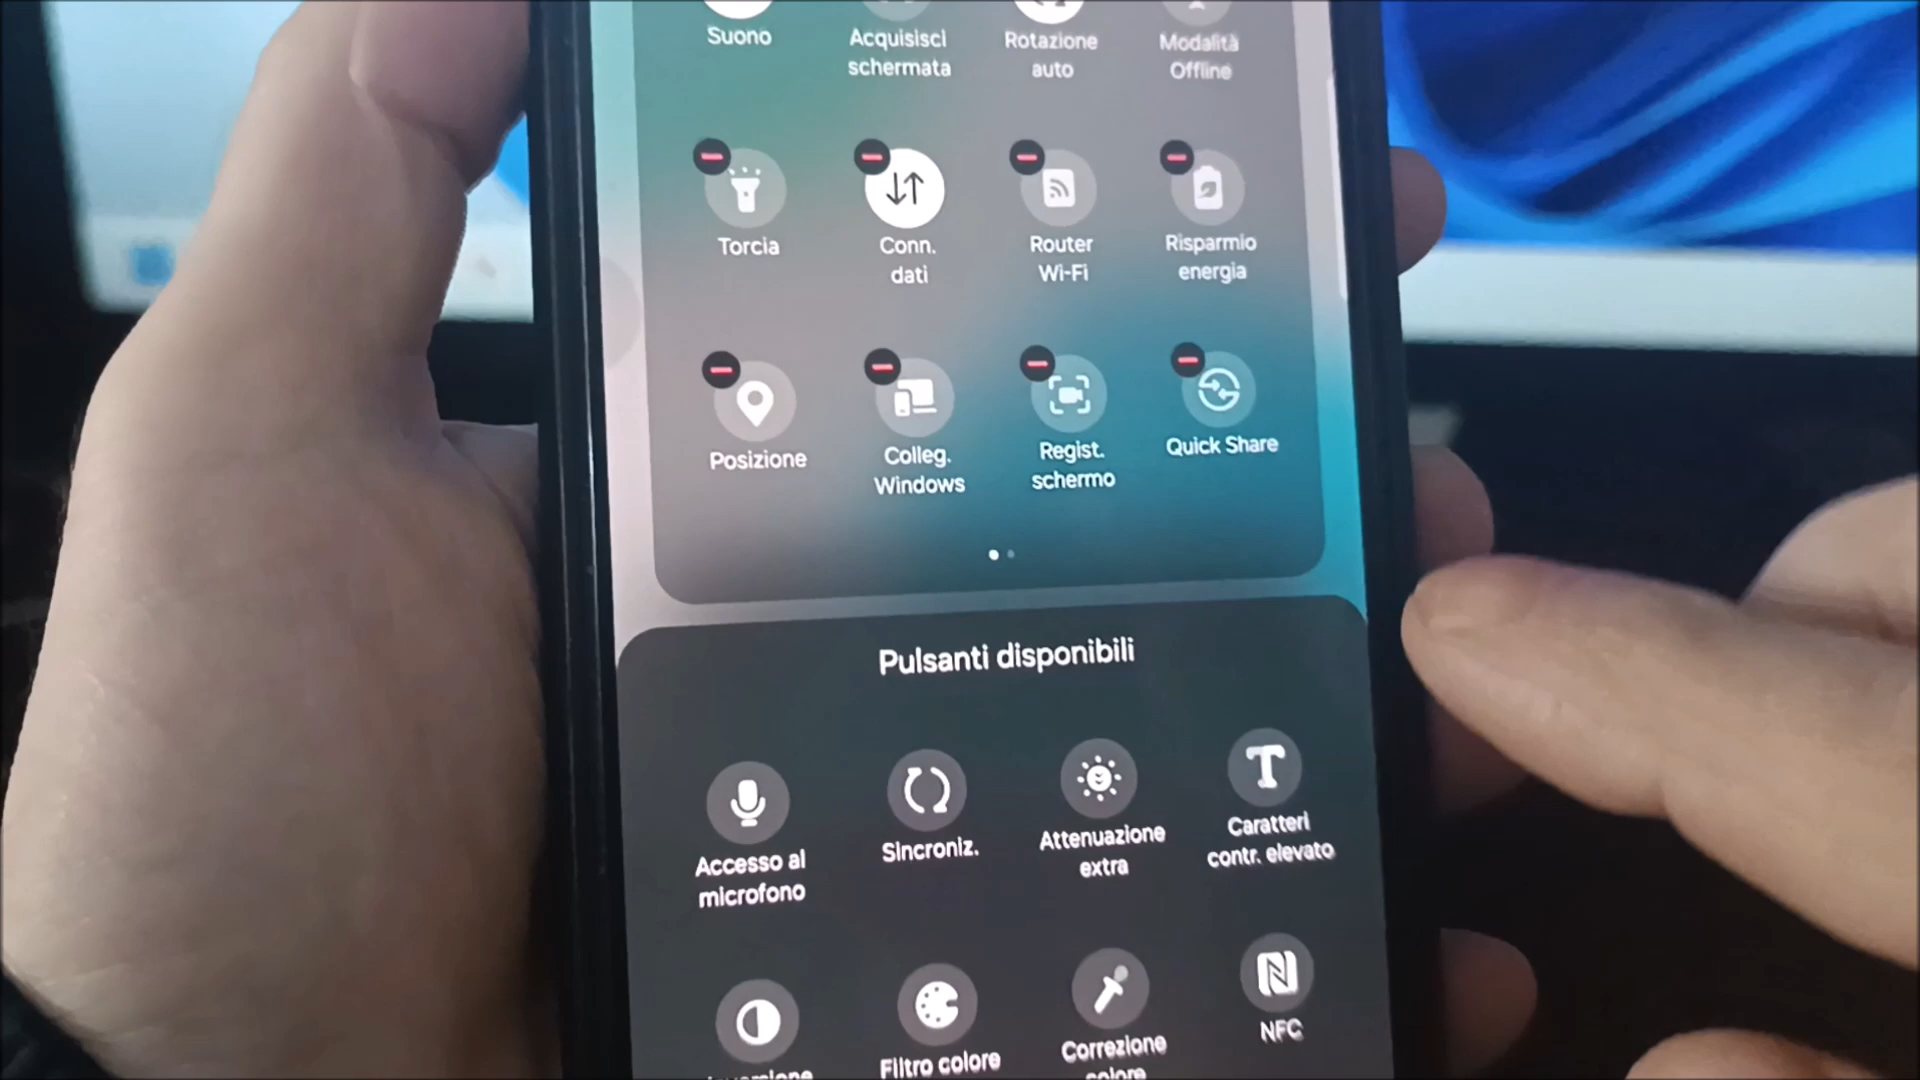 Suono
Acquisisci
schermata
Rotazione
auto
Modalità
Offline
Torcia
Conn.
dati
Router
Wi-Fi
Risparmio
energia
Posizione
Colleg.
Windows
Regist.
schermo
Quick Share
Pulsanti disponibili
Accesso al
microfono
Sincroniz.
Attenuazione
extra
Caratteri
contr. elevato
Filtro colore
Correzione
colore
NFC